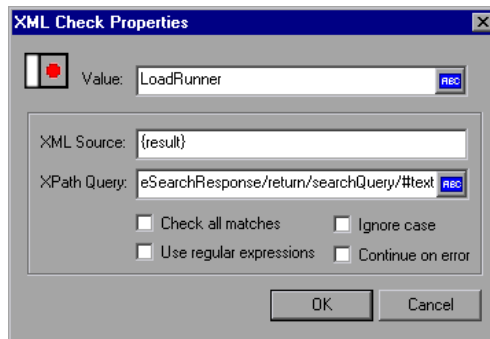 XML Check Properties
Value: LoadRunner ABC
XML Source: {result}
XPath Query: eSearchResponse/return/searchQuery/#text ABC
Check all matches Ignore case
Use regular expressions Continue on error
OK Cancel